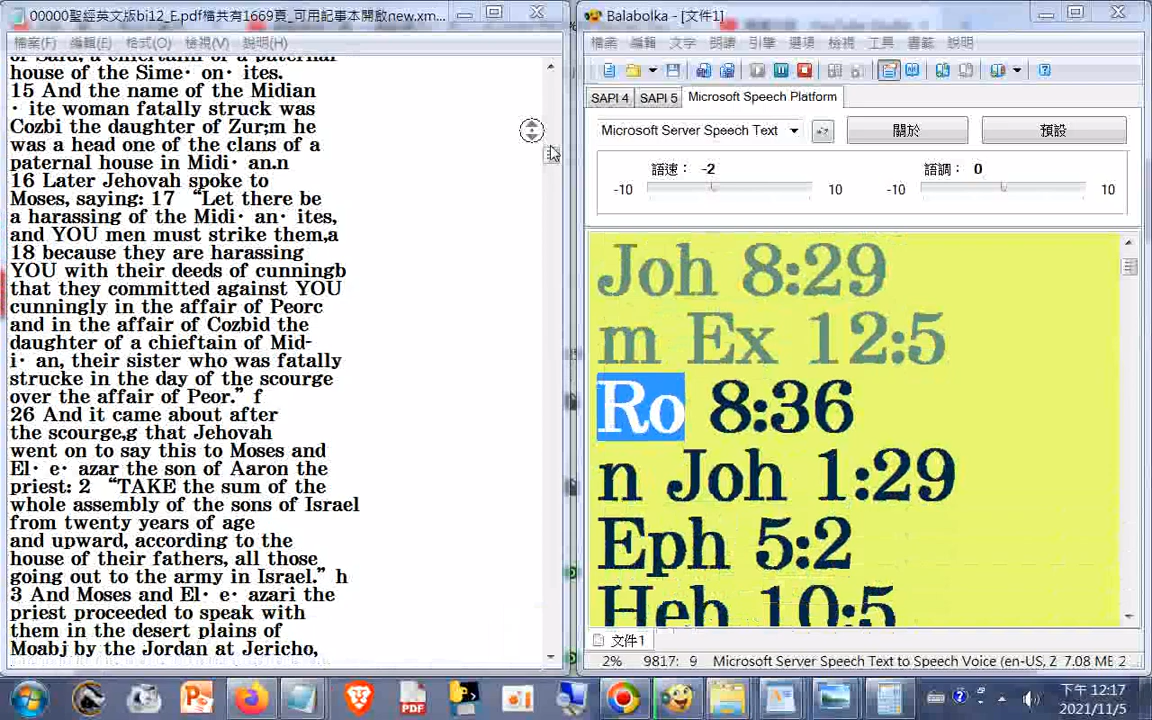 00000聖經英文版bi12_E.pdf檔共有1669頁_可用記事本開啟new.xm...
檔案(F) 編輯(E) 格式(O) 檢視(V) 說明(H)
house of the Sime· on· ites.
15 And the name of the Midian
· ite woman fatally struck was
Cozbi the daughter of Zur;m he
was a head one of the clans of a
paternal house in Midi· an.n
16 Later Jehovah spoke to
Moses, saying: 17 “Let there be
a harassing of the Midi· an· ites,
and YOU men must strike them,a
18 because they are harassing
YOU with their deeds of cunningb
that they committed against YOU
cunningly in the affair of Peorc
and in the affair of Cozbid the
daughter of a chieftain of Mid-
i· an, their sister who was fatally
strucke in the day of the scourge
over the affair of Peor.” f
26 And it came about after
the scourge,g that Jehovah
went on to say this to Moses and
El· e· azar the son of Aaron the
priest: 2 “TAKE the sum of the
whole assembly of the sons of Israel
from twenty years of age
and upward, according to the
house of their fathers, all those
going out to the army in Israel.” h
3 And Moses and El· e· azari the
priest proceeded to speak with
them in the desert plains of
Moabj by the Jordan at Jericho,
Balabolka - [文件1]
檔案 編輯 文字 朗讀 引擎 選項 檢視 工具 書籤 說明
SAPI 4 SAPI 5 Microsoft Speech Platform
Microsoft Server Speech Text 關於 預設
語速： -2 語調： 0
-10 10 -10 10
Joh 8:29
m Ex 12:5
Ro 8:36
n Joh 1:29
Eph 5:2
Heb 10:5
文件1
2% 9817: 9 Microsoft Server Speech Text to Speech Voice (en-US, Z 7.08 MB 2
PDF
下午 12:17
2021/11/5